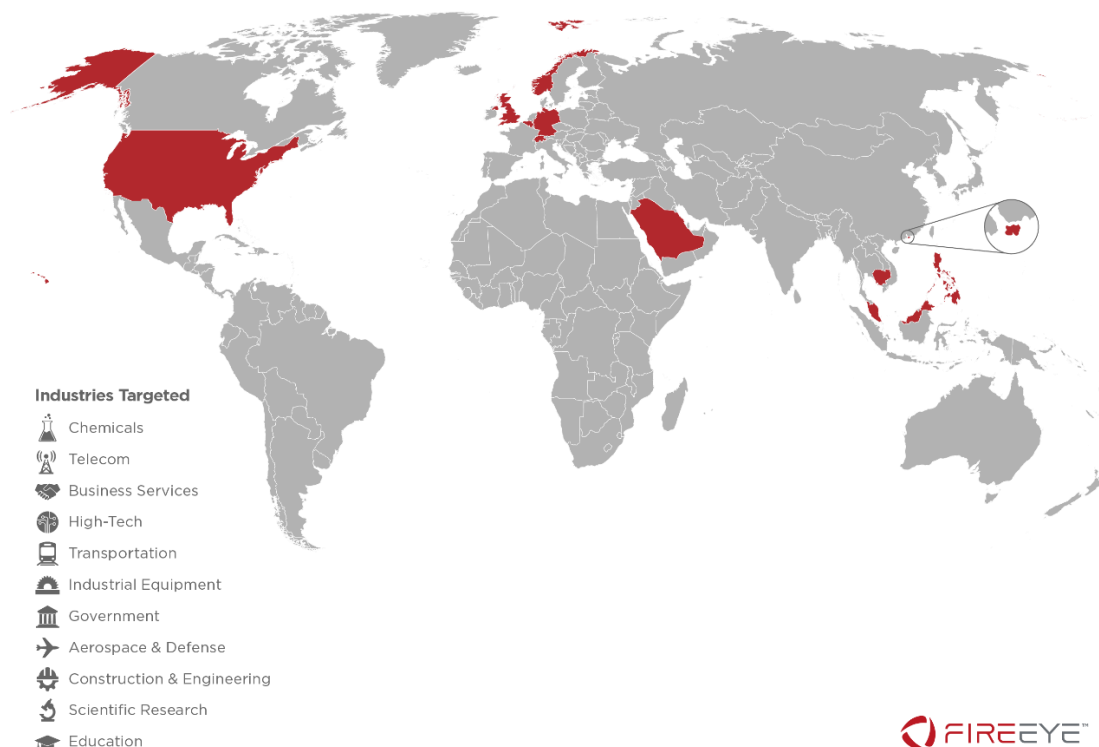 Industries Targeted
Chemicals
Telecom
Business Services
High-Tech
Transportation
Industrial Equipment
Government
Aerospace & Defense
Construction & Engineering
Scientific Research
Education
FIREEYE™